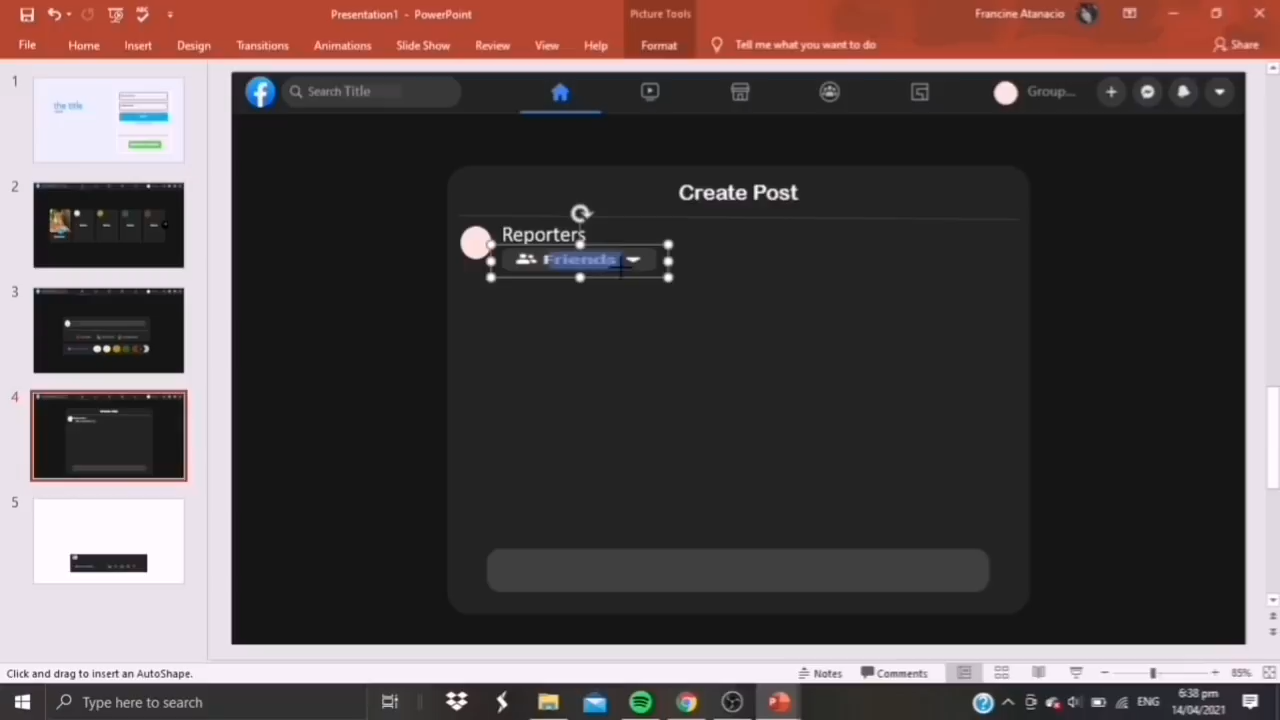 Presentation1 - PowerPoint
Picture Tools
Francine Atanacio
File
Home
Insert
Design
Transitions
Animations
Slide Show
Review
View
Help
Format
Tell me what you want to do
Share
1
the title
2
3
4
5
Search Title
Group...
Create Post
Reporters
Friends
Click and drag to insert an AutoShape.
Notes
Comments
85%
Type here to search
ENG
6:38 pm
14/04/2021